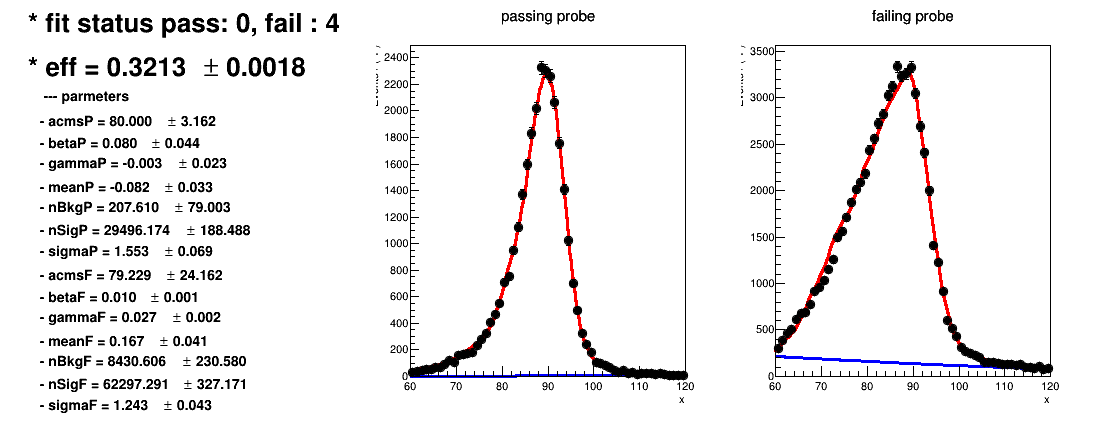 * fit status pass: 0, fail : 4
* eff = 0.3213 ± 0.0018
--- parmeters
- acmsP = 80.000 ± 3.162
- betaP = 0.080 ± 0.044
- gammaP = -0.003 ± 0.023
- meanP = -0.082 ± 0.033
- nBkgP = 207.610 ± 79.003
- nSigP = 29496.174 ± 188.488
- sigmaP = 1.553 ± 0.069
- acmsF = 79.229 ± 24.162
- betaF = 0.010 ± 0.001
- gammaF = 0.027 ± 0.002
- meanF = 0.167 ± 0.041
- nBkgF = 8430.606 ± 230.580
- nSigF = 62297.291 ± 327.171
- sigmaF = 1.243 ± 0.043
passing probe
2400
2200
2000
1800
1600
1400
1200
1000
800
600
400
200
0
60 70 80 90 100 110 120
x
failing probe
3500
3000
2500
2000
1500
1000
500
0
60 70 80 90 100 110 120
x